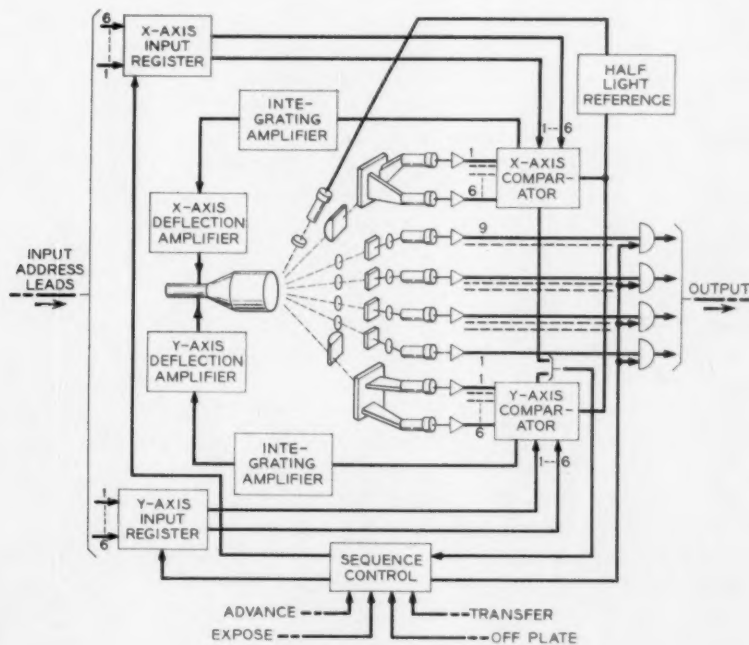 6
1
X-AXIS
INPUT
REGISTER
HALF
LIGHT
REFERENCE
INTE-
GRATING
AMPLIFIER
1---6
1
6
X-AXIS
COMPAR-
ATOR
X-AXIS
DEFLECTION
AMPLIFIER
9
INPUT
ADDRESS
LEADS
OUTPUT
Y-AXIS
DEFLECTION
AMPLIFIER
1
1
6
Y-AXIS
COMPAR-
ATOR
INTE-
GRATING
AMPLIFIER
1---6
1
6
Y-AXIS
INPUT
REGISTER
SEQUENCE
CONTROL
ADVANCE
TRANSFER
EXPOSE
OFF PLATE